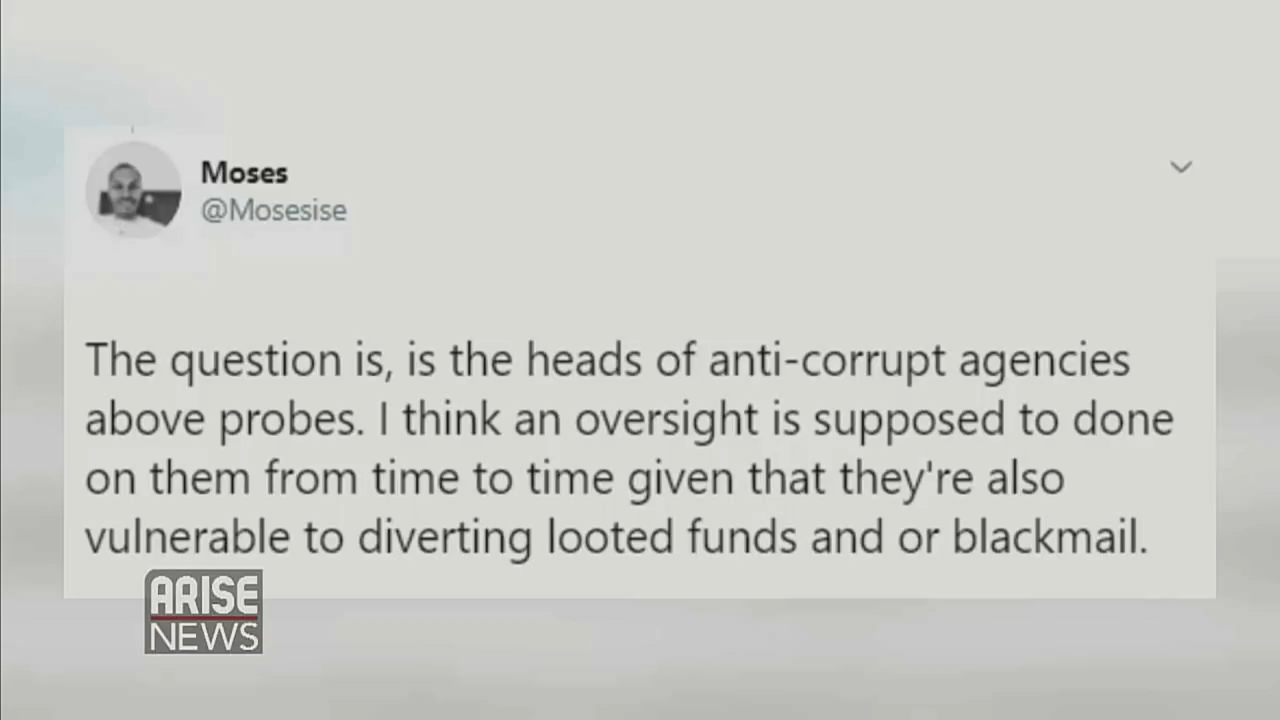 Moses
@Mosesise
The question is, is the heads of anti-corrupt agencies
above probes. I think an oversight is supposed to done
on them from time to time given that they're also
vulnerable to diverting looted funds and or blackmail.
ARISE
NEWS